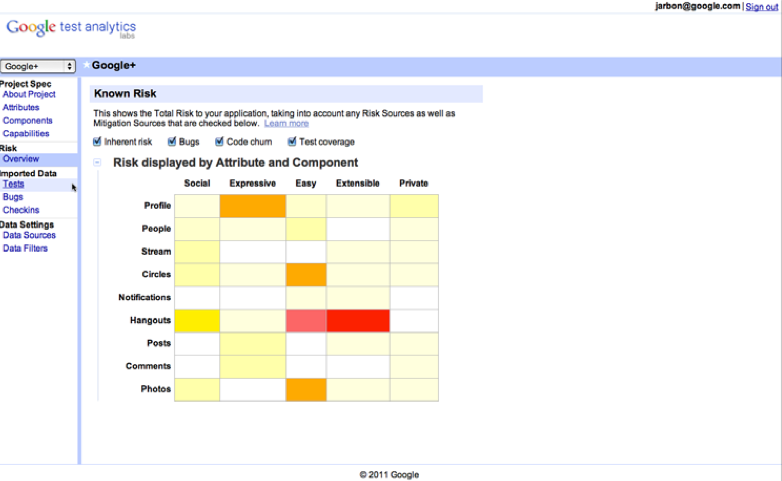 jarbon@google.com | Sign out
Google test analytics
labs
Google+
Google+
Project Spec
About Project
Attributes
Components
Capabilities
Risk
Overview
Imported Data
Tests
Bugs
Checkins
Data Settings
Data Sources
Data Filters
Known Risk
This shows the Total Risk to your application, taking into account any Risk Sources as well as
Mitigation Sources that are checked below. Learn more
Inherent risk Bugs Code churn Test coverage
Risk displayed by Attribute and Component
Social Expressive Easy Extensible Private
Profile
People
Stream
Circles
Notifications
Hangouts
Posts
Comments
Photos
© 2011 Google